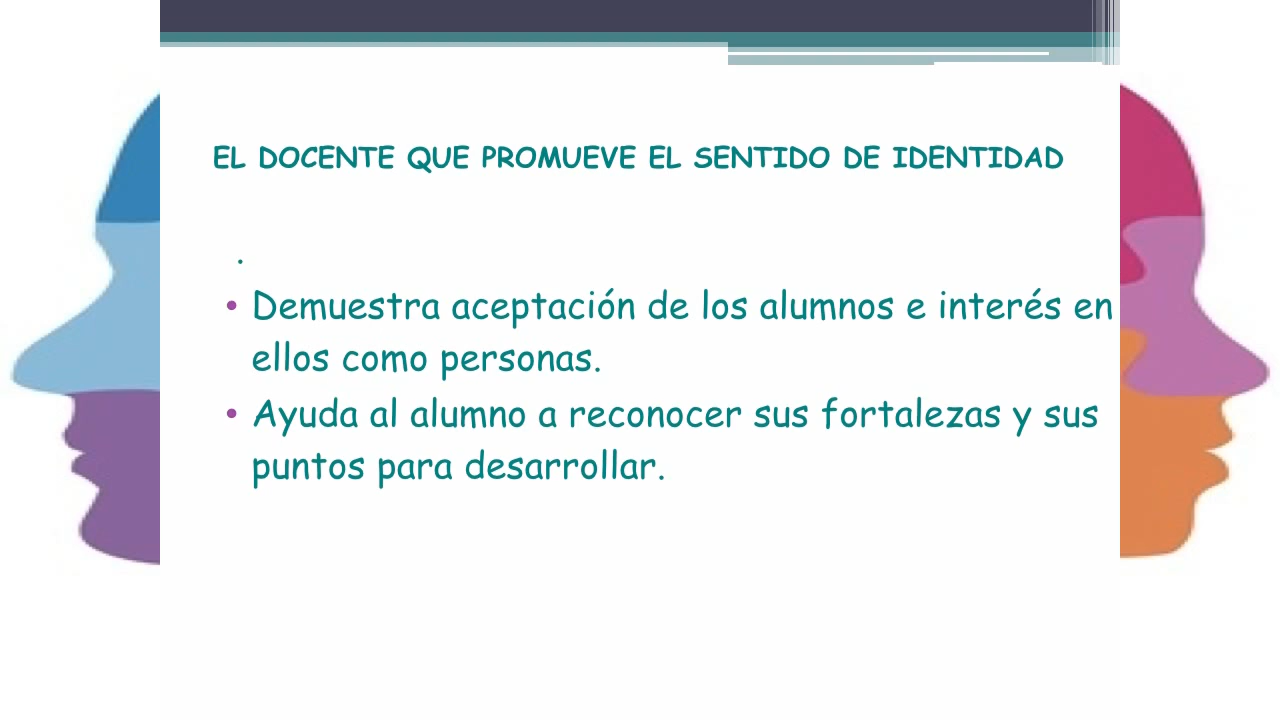 EL DOCENTE QUE PROMUEVE EL SENTIDO DE IDENTIDAD
.
• Demuestra aceptación de los alumnos e interés en
ellos como personas.
• Ayuda al alumno a reconocer sus fortalezas y sus
puntos para desarrollar.